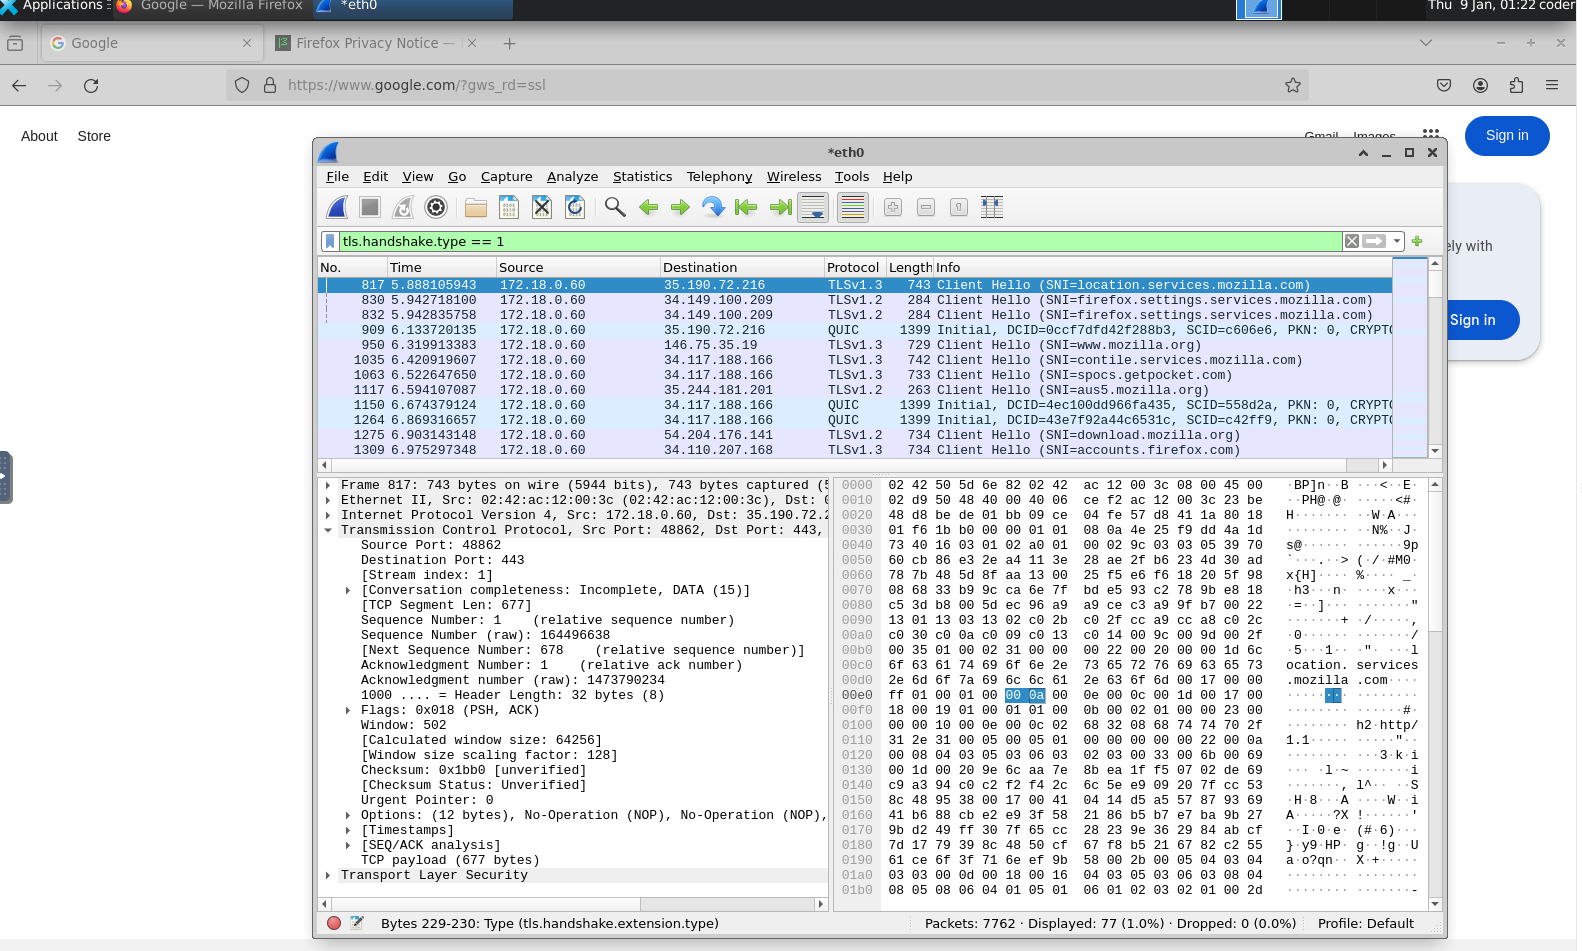 Applications
Google — Mozilla Firefox
*eth0
Thu 9 Jan, 01:22 coder
Google
Firefox Privacy Notice —
https://www.google.com/?gws_rd=ssl
About Store
Gmail Images
Sign in
ely with
Sign in
*eth0
File Edit View Go Capture Analyze Statistics Telephony Wireless Tools Help
tls.handshake.type == 1
No. Time Source Destination Protocol Length Info
817 5.888105943 172.18.0.60 35.190.72.216 TLSv1.3 743 Client Hello (SNI=location.services.mozilla.com)
830 5.942718100 172.18.0.60 34.149.100.209 TLSv1.2 284 Client Hello (SNI=firefox.settings.services.mozilla.com)
832 5.942835758 172.18.0.60 34.149.100.209 TLSv1.2 284 Client Hello (SNI=firefox.settings.services.mozilla.com)
909 6.133720135 172.18.0.60 35.190.72.216 QUIC 1399 Initial, DCID=0ccf7dfd42f288b3, SCID=c606e6, PKN: 0, CRYPTO
950 6.319913383 172.18.0.60 146.75.35.19 TLSv1.3 729 Client Hello (SNI=www.mozilla.org)
1035 6.420919607 172.18.0.60 34.117.188.166 TLSv1.3 742 Client Hello (SNI=contile.services.mozilla.com)
1063 6.522647650 172.18.0.60 34.117.188.166 TLSv1.3 733 Client Hello (SNI=spocs.getpocket.com)
1117 6.594107087 172.18.0.60 35.244.181.201 TLSv1.2 263 Client Hello (SNI=aus5.mozilla.org)
1150 6.674379124 172.18.0.60 34.117.188.166 QUIC 1399 Initial, DCID=4ec100dd966fa435, SCID=558d2a, PKN: 0, CRYPTO
1264 6.869316657 172.18.0.60 34.117.188.166 QUIC 1399 Initial, DCID=43e7f92a44c6531c, SCID=c42ff9, PKN: 0, CRYPTO
1275 6.903143148 172.18.0.60 54.204.176.141 TLSv1.2 734 Client Hello (SNI=download.mozilla.org)
1309 6.975297348 172.18.0.60 34.110.207.168 TLSv1.3 734 Client Hello (SNI=accounts.firefox.com)
Frame 817: 743 bytes on wire (5944 bits), 743 bytes captured (5
Ethernet II, Src: 02:42:ac:12:00:3c (02:42:ac:12:00:3c), Dst: 0
Internet Protocol Version 4, Src: 172.18.0.60, Dst: 35.190.72.2
Transmission Control Protocol, Src Port: 48862, Dst Port: 443,
Source Port: 48862
Destination Port: 443
[Stream index: 1]
[Conversation completeness: Incomplete, DATA (15)]
[TCP Segment Len: 677]
Sequence Number: 1 (relative sequence number)
Sequence Number (raw): 164496638
[Next Sequence Number: 678 (relative sequence number)]
Acknowledgment Number: 1 (relative ack number)
Acknowledgment number (raw): 1473790234
1000 .... = Header Length: 32 bytes (8)
Flags: 0x018 (PSH, ACK)
Window: 502
[Calculated window size: 64256]
[Window size scaling factor: 128]
Checksum: 0x1bb0 [unverified]
[Checksum Status: Unverified]
Urgent Pointer: 0
Options: (12 bytes), No-Operation (NOP), No-Operation (NOP),
[Timestamps]
[SEQ/ACK analysis]
TCP payload (677 bytes)
Transport Layer Security
0000 02 42 50 5d 6e 82 02 42 ac 12 00 3c 08 00 45 00 ·BP]n··B ···<··E·
0010 02 d9 50 48 40 00 40 06 ce f2 ac 12 00 3c 23 be ··PH@·@· ·····<#·
0020 48 d8 be de 01 bb 09 ce 04 fe 57 d8 41 1a 80 18 H······· ··W·A···
0030 01 f6 1b b0 00 00 01 01 08 0a 4e 25 f9 dd 4a 1d ········ ··N%··J·
0040 73 40 16 03 01 02 a0 01 00 02 9c 03 03 05 39 70 s@······ ······9p
0050 60 cb 86 e3 2e a4 11 3e 28 ae 2f b6 23 4d 30 ad `···.··> (·/·#M0·
0060 78 7b 48 5d 8f aa 13 00 25 f5 e6 f6 18 20 5f 98 x{H]···· %···· _·
0070 08 68 33 b9 9c ca 6e 7f bd e5 93 c2 78 9b e8 18 ·h3···n· ····x···
0080 c5 3d b8 00 5d ec 96 a9 a9 ce c3 a9 9f b7 00 22 ·=··]··· ·······"
0090 13 01 13 03 13 02 c0 2b c0 2f cc a9 cc a8 c0 2c ·······+ ·/·····,
00a0 c0 30 c0 0a c0 09 c0 13 c0 14 00 9c 00 9d 00 2f ·0······ ·······/
00b0 00 35 01 00 02 31 00 00 00 22 00 20 00 00 1d 6c ·5···1·· ·"· ···l
00c0 6f 63 61 74 69 6f 6e 2e 73 65 72 76 69 63 65 73 ocation. services
00d0 2e 6d 6f 7a 69 6c 6c 61 2e 63 6f 6d 00 17 00 00 .mozilla .com····
00e0 ff 01 00 01 00 00 0a 00 0e 00 0c 00 1d 00 17 00 ········ ········
00f0 18 00 19 01 00 01 01 00 0b 00 02 01 00 00 23 00 ········ ······#·
0100 00 00 10 00 0e 00 0c 02 68 32 08 68 74 74 70 2f ········ h2·http/
0110 31 2e 31 00 05 00 05 01 00 00 00 00 00 22 00 0a 1.1····· ·····"··
0120 00 08 04 03 05 03 06 03 02 03 00 33 00 6b 00 69 ········ ···3·k·i
0130 00 1d 00 20 9e 6c aa 7e 8b ea 1f f5 07 02 de 69 ··· ·l·~ ·······i
0140 c9 a3 94 c0 c2 f2 f4 2c 6c 5e e9 09 20 7f cc 53 ·······, l^·· ··S
0150 8c 48 95 38 00 17 00 41 04 14 d5 a5 57 87 93 69 ·H·8···A ····W··i
0160 41 b6 88 cb e2 e9 3f 58 21 86 b5 b7 e7 ba 9b 27 A·····?X !······'
0170 9b d2 49 ff 30 7f 65 cc 28 23 9e 36 29 84 ab cf ··I·0·e· (#·6)···
0180 7d 17 79 39 8c 48 50 cf 67 f8 b5 21 67 82 c2 55 }·y9·HP· g··!g··U
0190 61 ce 6f 3f 71 6e ef 9b 58 00 2b 00 05 04 03 04 a·o?qn·· X·+·····
01a0 03 03 00 0d 00 18 00 16 04 03 05 03 06 03 08 04 ········ ········
01b0 08 05 08 06 04 01 05 01 06 01 02 03 02 01 00 2d ········ ·······-
Bytes 229-230: Type (tls.handshake.extension.type)
Packets: 7762 · Displayed: 77 (1.0%) · Dropped: 0 (0.0%)
Profile: Default